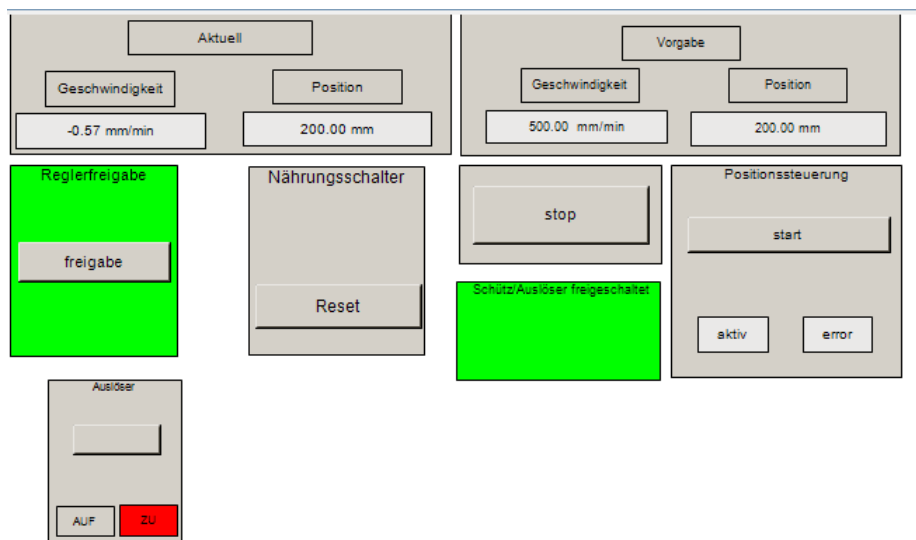 Aktuell
Geschwindigkeit
Position
-0.57 mm/min
200.00 mm
Vorgabe
Geschwindigkeit
Position
500.00 mm/min
200.00 mm
Reglerfreigabe
freigabe
Nährungsschalter
Reset
stop
Schütz/Auslöser freigeschaltet
Positionssteuerung
start
aktiv
error
Auslöser
AUF
ZU